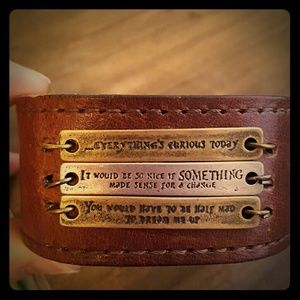 ...EVERYTHING'S CURIOUS TODAY
IT WOULD BE SO NICE IF SOMETHING
MADE SENSE FOR A CHANGE
YOU WOULD HAVE TO BE HALF MAD
TO DREAM ME UP